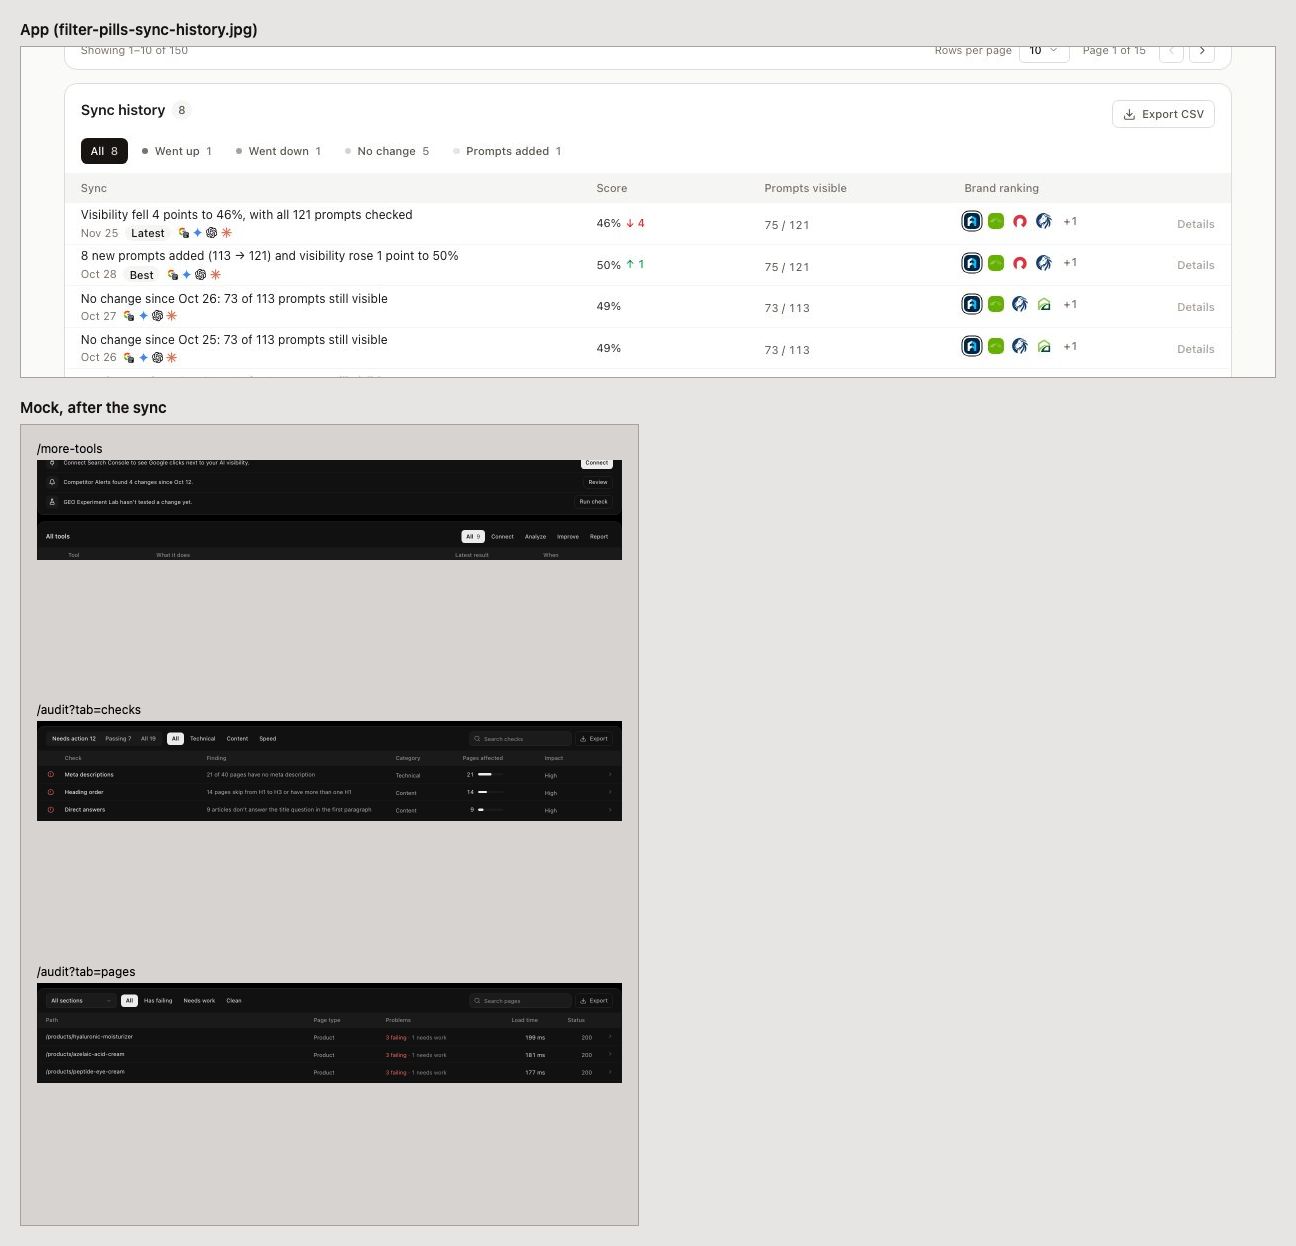 App (filter-pills-sync-history.jpg)
Showing 1–10 of 150
Rows per page 10 Page 1 of 15
Sync history 8
Export CSV
All 8 Went up 1 Went down 1 No change 5 Prompts added 1
Sync Score Prompts visible Brand ranking
Visibility fell 4 points to 46%, with all 121 prompts checked
Nov 25 Latest
46% ↓ 4 75 / 121 +1 Details
8 new prompts added (113 → 121) and visibility rose 1 point to 50%
Oct 28 Best
50% ↑ 1 75 / 121 +1 Details
No change since Oct 26: 73 of 113 prompts still visible
Oct 27
49% 73 / 113 +1 Details
No change since Oct 25: 73 of 113 prompts still visible
Oct 26
49% 73 / 113 +1 Details
Mock, after the sync
/more-tools
Connect Search Console to see Google clicks next to your AI visibility. Connect
Competitor Alerts found 4 changes since Oct 12. Review
GEO Experiment Lab hasn't tested a change yet. Run check
All tools All 9 Connect Analyze Improve Report
Tool What it does Latest result When
/audit?tab=checks
Needs action 12 Passing 7 All 19 All Technical Content Speed Search checks Export
Check Finding Category Pages affected Impact
Meta descriptions 21 of 40 pages have no meta description Technical 21 High
Heading order 14 pages skip from H1 to H3 or have more than one H1 Content 14 High
Direct answers 9 articles don't answer the title question in the first paragraph Content 9 High
/audit?tab=pages
All sections All Has failing Needs work Clean Search pages Export
Path Page type Problems Load time Status
/products/hyaluronic-moisturizer Product 3 failing · 1 needs work 199 ms 200
/products/azelaic-acid-cream Product 3 failing · 1 needs work 181 ms 200
/products/peptide-eye-cream Product 3 failing · 1 needs work 177 ms 200